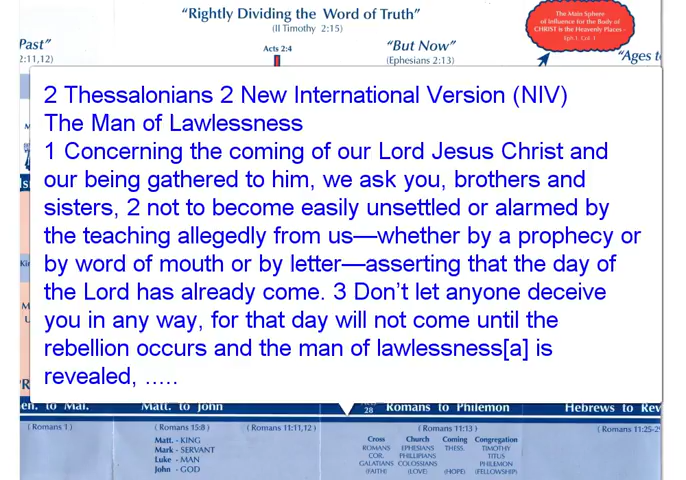 "Rightly Dividing the Word of Truth"
(II Timothy 2:15)
The Main Sphere
of Influence for the Body of
CHRIST is the Heavenly Places -
Past"
2:11,12)
Acts 2:4
"But Now"
(Ephesians 2:13)
"Ages t
2 Thessalonians 2 New International Version (NIV)
The Man of Lawlessness
1 Concerning the coming of our Lord Jesus Christ and
our being gathered to him, we ask you, brothers and
sisters, 2 not to become easily unsettled or alarmed by
the teaching allegedly from us—whether by a prophecy or
by word of mouth or by letter—asserting that the day of
the Lord has already come. 3 Don't let anyone deceive
you in any way, for that day will not come until the
rebellion occurs and the man of lawlessness[a] is
revealed, .....
en. to Mal. Matt. to John 28 Romans to Philemon Hebrews to Rev
( Romans 1 ) ( Romans 15:8 ) ( Romans 11:11,12 ) ( Romans 11:13 ) ( Romans 11:25-2
Matt. - KING
Mark - SERVANT
Luke - MAN
John - GOD
Cross Church Coming Congregation
ROMANS EPHESIANS THESS. TIMOTHY
COR. PHILLIPIANS TITUS
GALATIANS COLOSSIANS PHILEMON
(FAITH) (LOVE) (HOPE) (FELLOWSHIP)